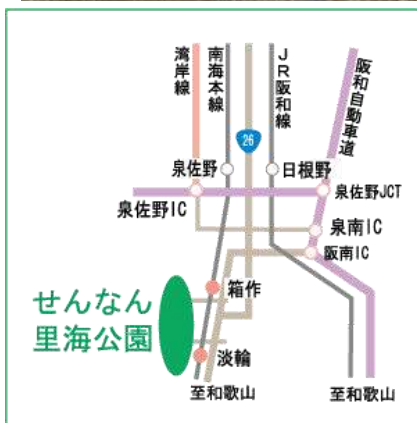 湾岸線
南海本線
JR阪和線
阪和自動車道
26
泉佐野
日根野
泉佐野JCT
泉佐野IC
泉南IC
阪南IC
せんなん
里海公園
箱作
淡輪
至和歌山
至和歌山